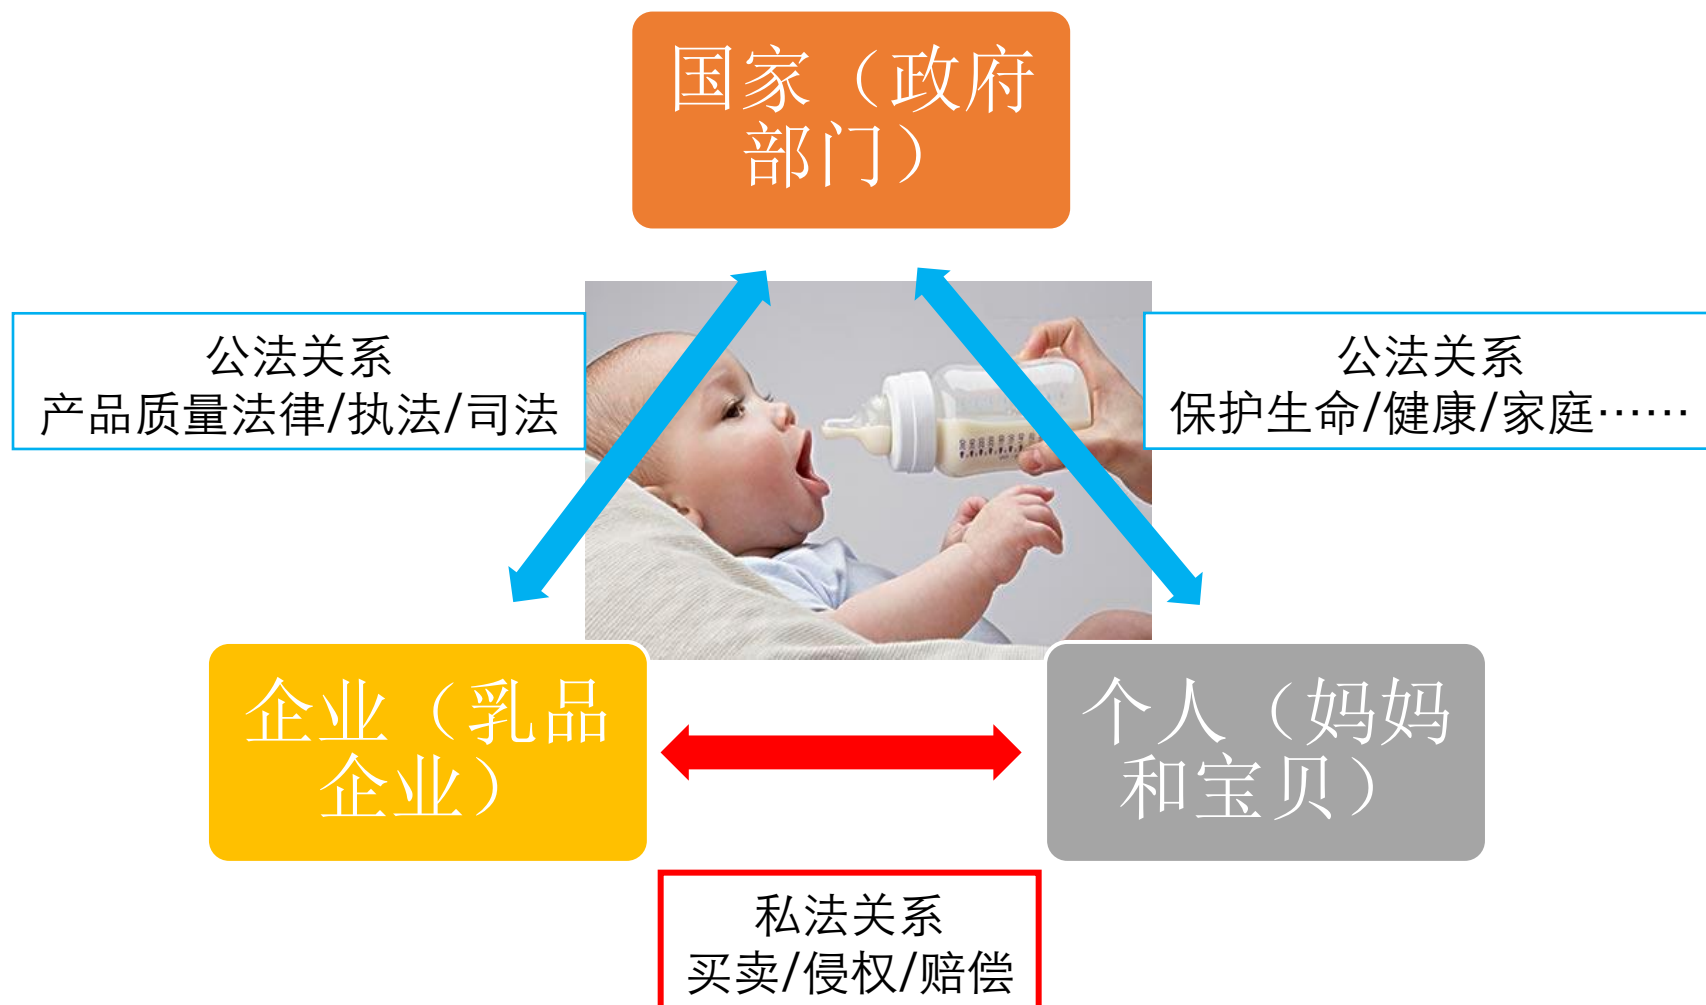 国家（政府
部门）
公法关系
产品质量法律/执法/司法
公法关系
保护生命/健康/家庭……
企业（乳品
企业）
个人（妈妈
和宝贝）
私法关系
买卖/侵权/赔偿